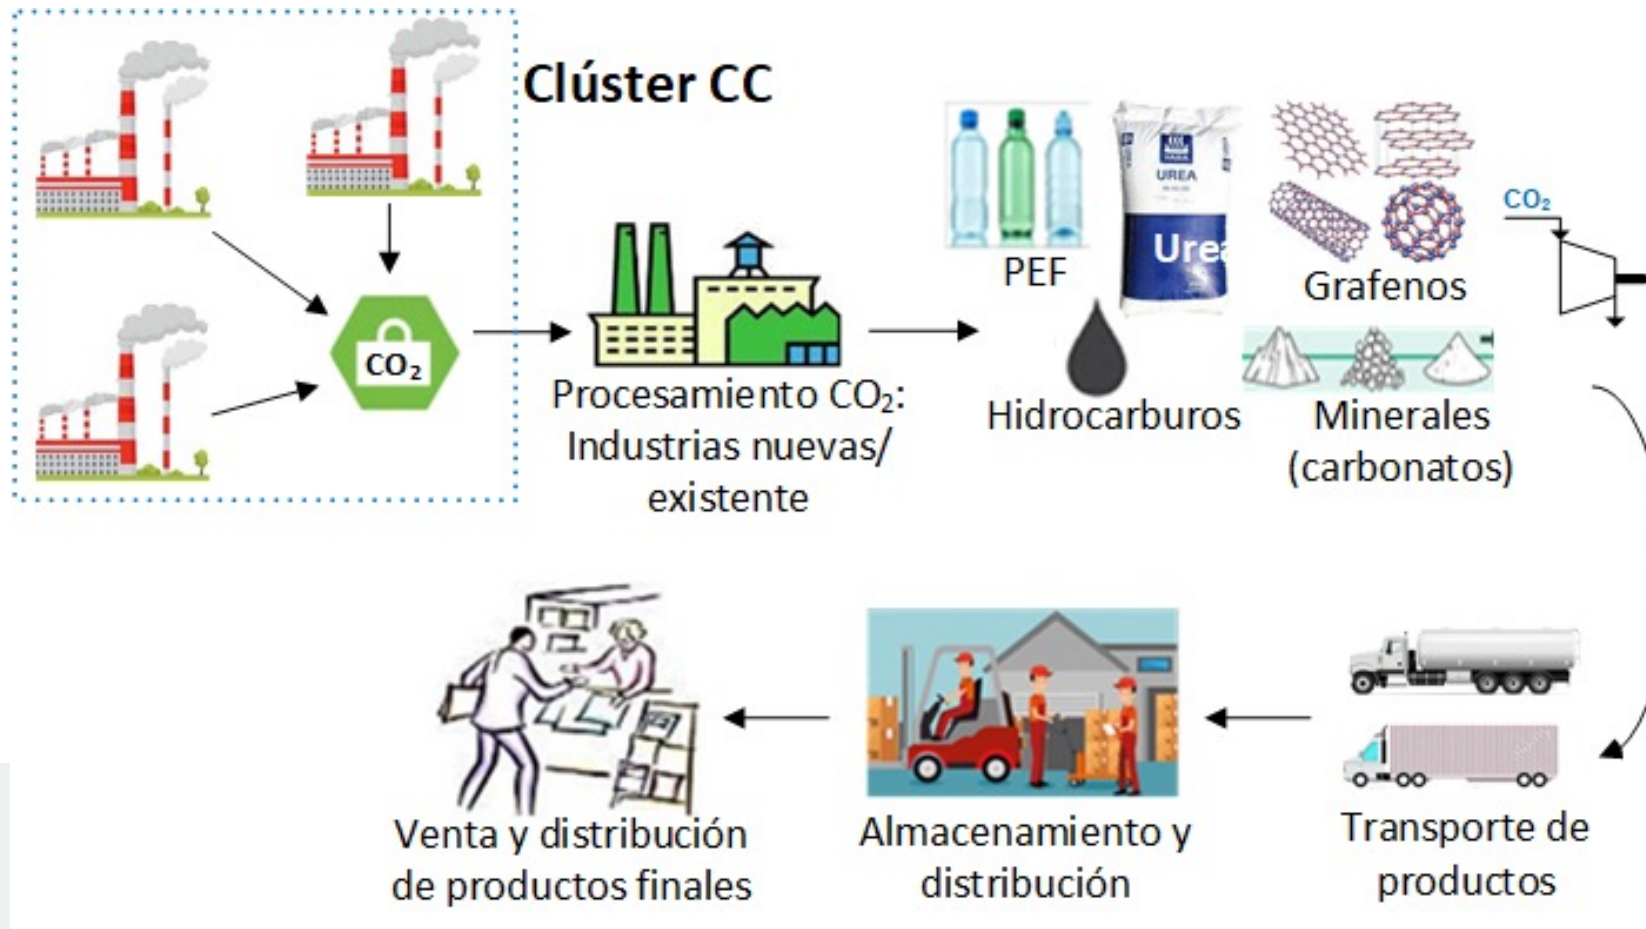 Clúster CC
CO₂
Procesamiento CO₂:
Industrias nuevas/
existente
PEF
UREA
Urea
Grafenos
CO₂
Hidrocarburos
Minerales
(carbonatos)
Venta y distribución
de productos finales
Almacenamiento y
distribución
Transporte de
productos